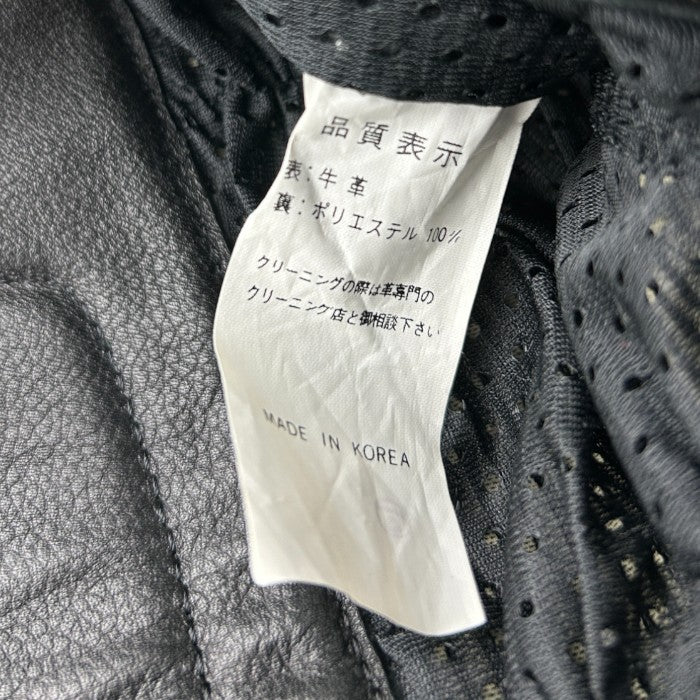 品質表示
表：牛革
裏：ポリエステル 100%
クリーニングの際は革専門の
クリーニング店と御相談下さい
MADE IN KOREA